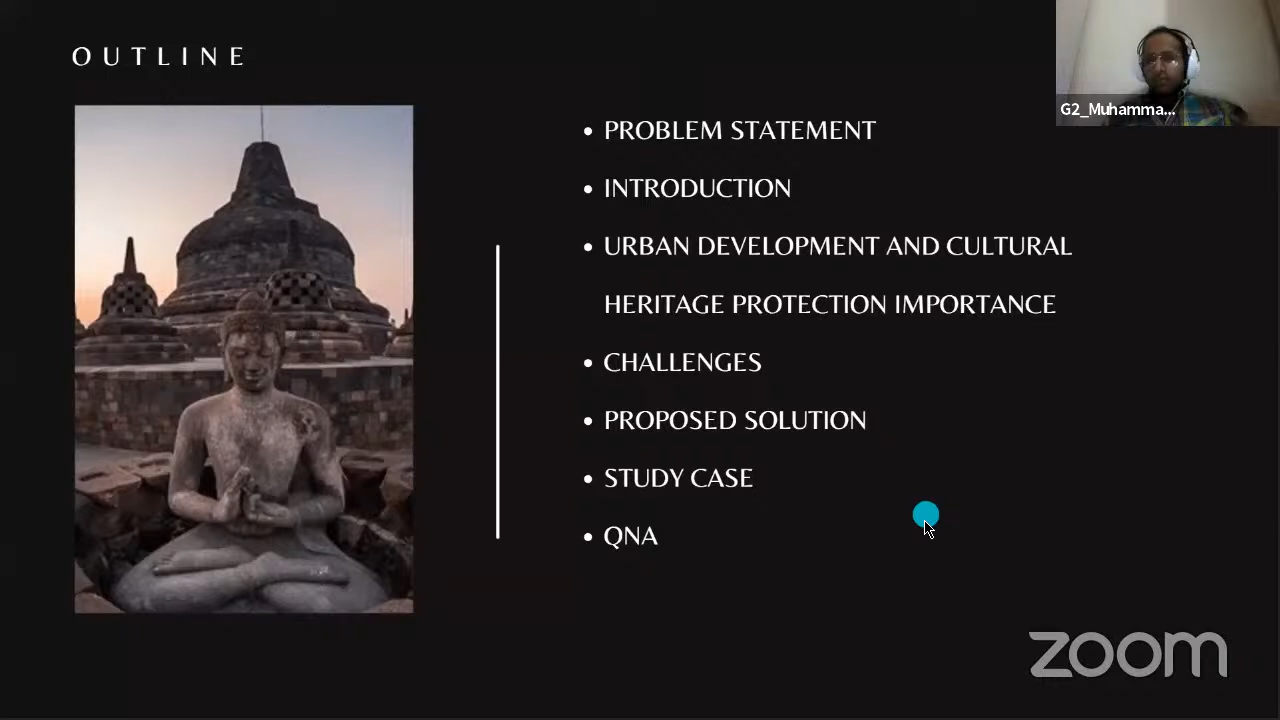 OUTLINE
• PROBLEM STATEMENT
• INTRODUCTION
• URBAN DEVELOPMENT AND CULTURAL
HERITAGE PROTECTION IMPORTANCE
• CHALLENGES
• PROPOSED SOLUTION
• STUDY CASE
• QNA
G2_Muhamma...
zoom